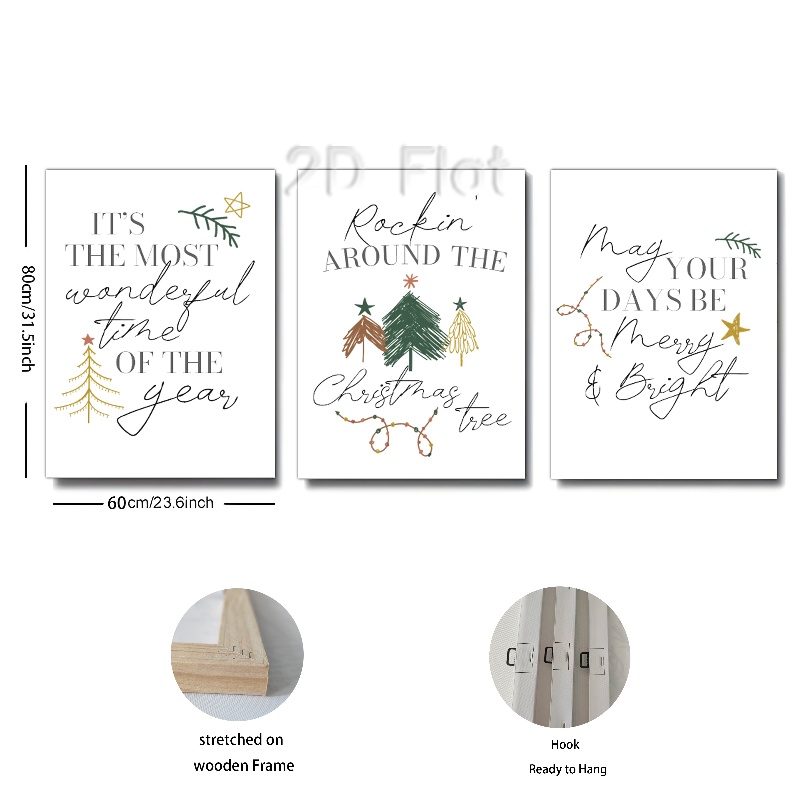 2D Flat
80cm/31.5inch
IT'S
THE MOST
wonderful
time
OF THE
year
60cm/23.6inch
Rockin'
AROUND THE
Christmas
tree
May
YOUR
DAYS BE
Merry
& Bright
stretched on
wooden Frame
Hook
Ready to Hang